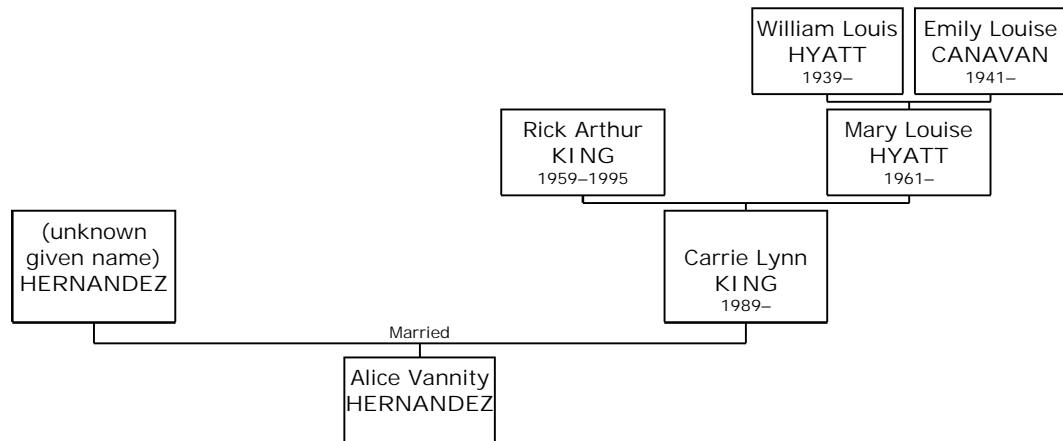 William Louis
HYATT
1939–
Emily Louise
CANAVAN
1941–
Rick Arthur
KING
1959–1995
Mary Louise
HYATT
1961–
(unknown
given name)
HERNANDEZ
Carrie Lynn
KING
1989–
Married
Alice Vannity
HERNANDEZ